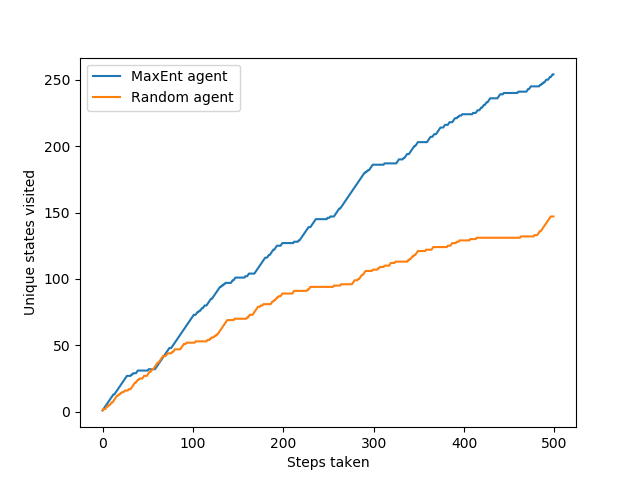 MaxEnt agent
Random agent
250
200
150
100
50
0
Unique states visited
0 100 200 300 400 500
Steps taken